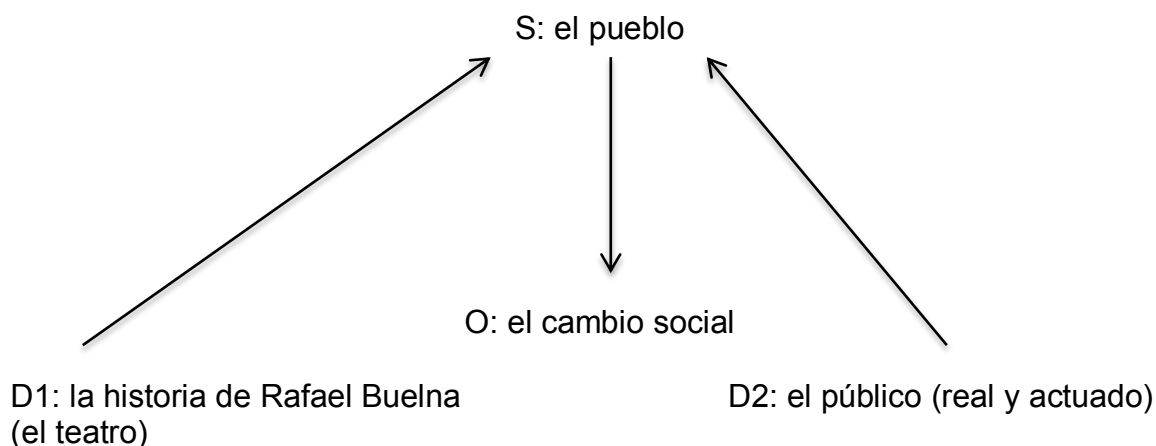 S: el pueblo
O: el cambio social
D1: la historia de Rafael Buelna
(el teatro)
D2: el público (real y actuado)